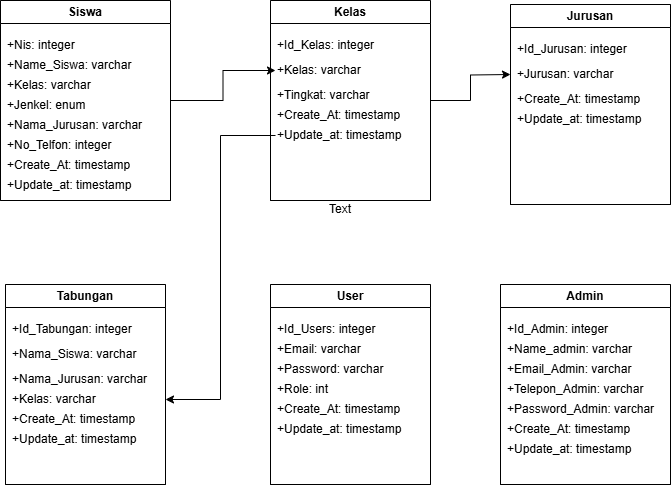 Siswa
+Nis: integer
+Name_Siswa: varchar
+Kelas: varchar
+Jenkel: enum
+Nama_Jurusan: varchar
+No_Telfon: integer
+Create_At: timestamp
+Update_at: timestamp
Kelas
+Id_Kelas: integer
+Kelas: varchar
+Tingkat: varchar
+Create_At: timestamp
+Update_at: timestamp
Text
Jurusan
+Id_Jurusan: integer
+Jurusan: varchar
+Create_At: timestamp
+Update_at: timestamp
Tabungan
+Id_Tabungan: integer
+Nama_Siswa: varchar
+Nama_Jurusan: varchar
+Kelas: varchar
+Create_At: timestamp
+Update_at: timestamp
User
+Id_Users: integer
+Email: varchar
+Password: varchar
+Role: int
+Create_At: timestamp
+Update_at: timestamp
Admin
+Id_Admin: integer
+Name_admin: varchar
+Email_Admin: varchar
+Telepon_Admin: varchar
+Password_Admin: varchar
+Create_At: timestamp
+Update_at: timestamp